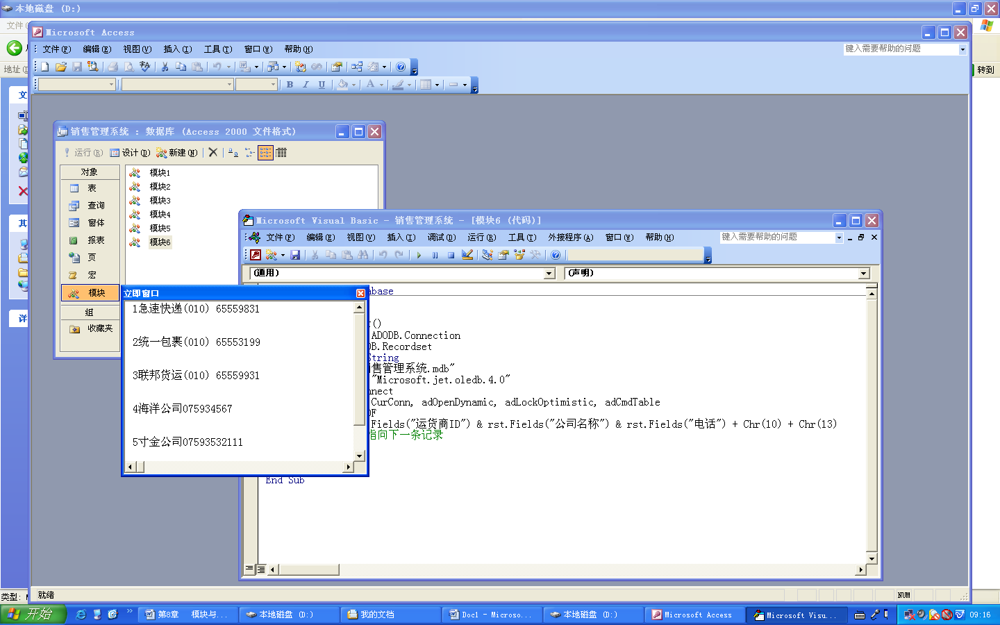 本地磁盘 (D:)
文件
Microsoft Access
文件(F) 编辑(E) 视图(V) 插入(I) 工具(T) 窗口(W) 帮助(H)
键入需要帮助的问题
地址
转到
B I U A
文
其
详
销售管理系统 : 数据库 (Access 2000 文件格式)
运行(R) 设计(D) 新建(N)
对象
表
查询
窗体
报表
页
宏
模块
组
收藏夹
模块1
模块2
模块3
模块4
模块5
模块6
Microsoft Visual Basic - 销售管理系统 - [模块6 (代码)]
文件(F) 编辑(E) 视图(V) 插入(I) 调试(D) 运行(R) 工具(T) 外接程序(A) 窗口(W) 帮助(H)
键入需要帮助的问题
(通用) (声明)
base
()
ADODB.Connection
DB.Recordset
String
售管理系统.mdb"
"Microsoft.jet.oledb.4.0"
nnect
CurConn, adOpenDynamic, adLockOptimistic, adCmdTable
OF
Fields("运货商ID") & rst.Fields("公司名称") & rst.Fields("电话") + Chr(10) + Chr(13)
指向下一条记录
End Sub
立即窗口
1急速快递(010) 65559831
2统一包裹(010) 65553199
3联邦货运(010) 65559931
4海洋公司075934567
5寸金公司07593532111
类型:
就绪
NUM
开始
第8章 模块与...
本地磁盘 (D:)
我的文档
Doc1 - Microso...
本地磁盘 (D:)
Microsoft Access
Microsoft Visu...
09:16